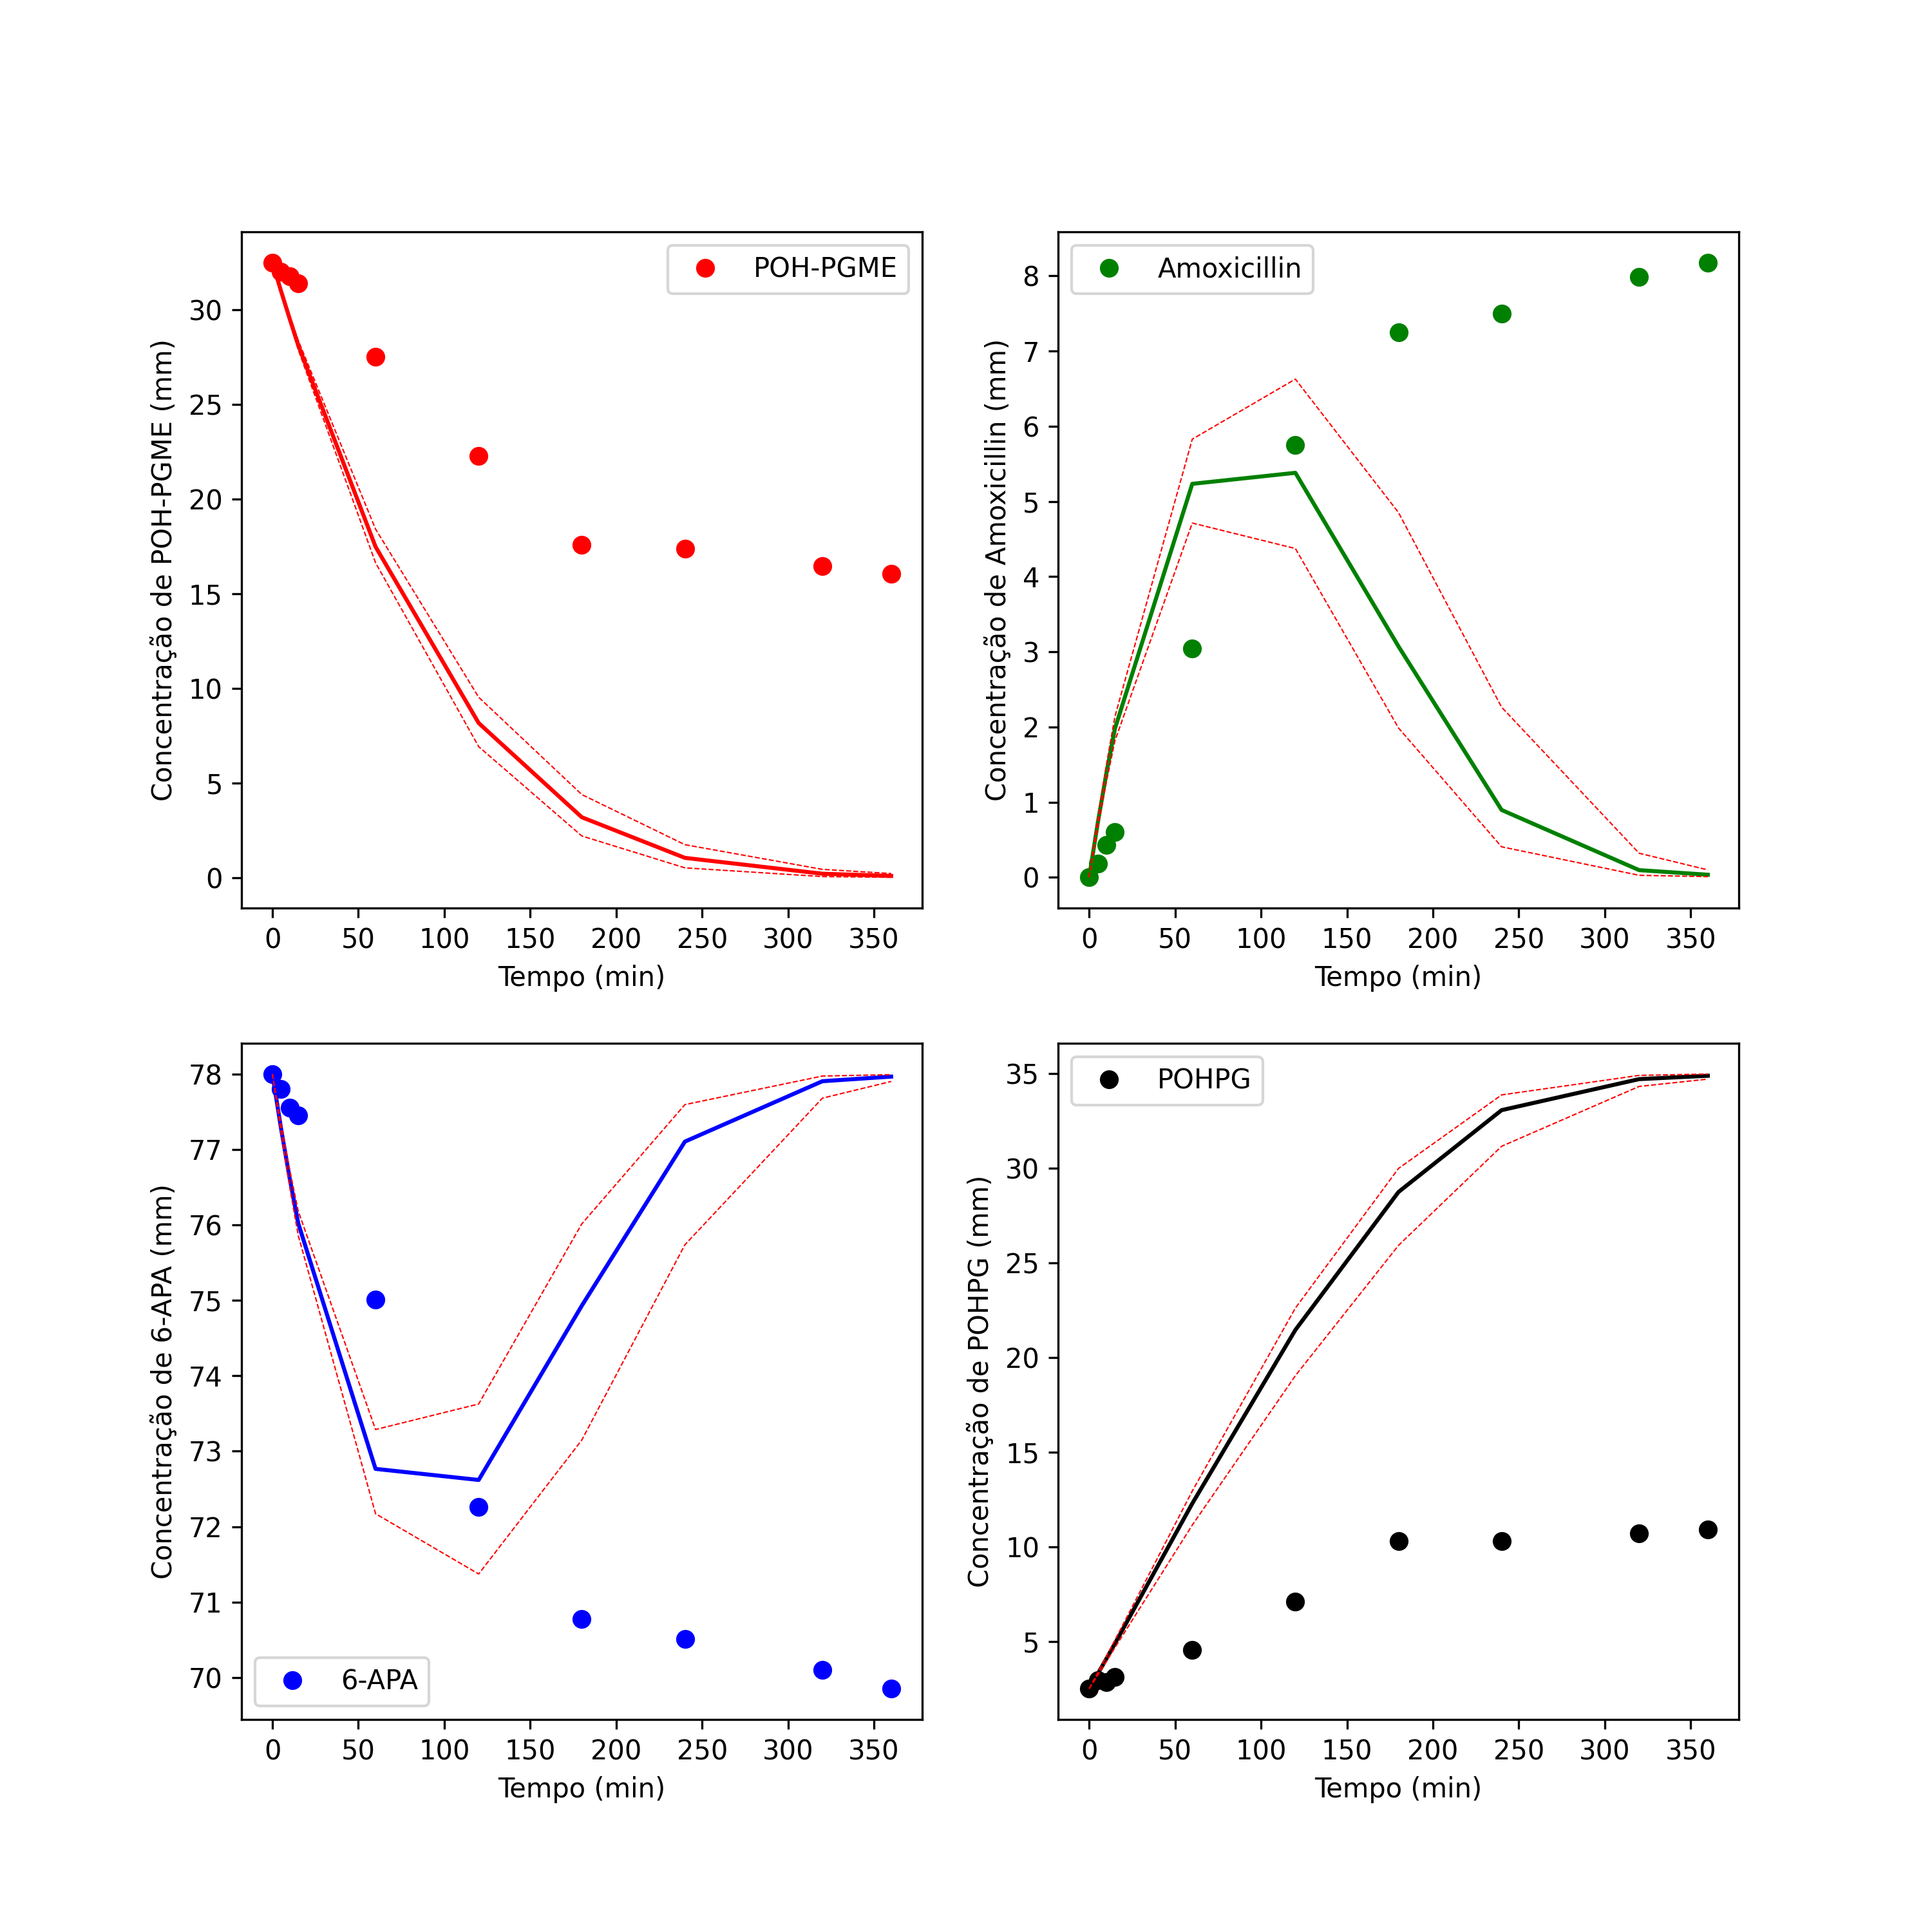 POH-PGME
Concentração de POH-PGME (mm)
30
25
20
15
10
5
0
0 50 100 150 200 250 300 350
Tempo (min)
Amoxicillin
Concentração de Amoxicillin (mm)
8
7
6
5
4
3
2
1
0
0 50 100 150 200 250 300 350
Tempo (min)
6-APA
Concentração de 6-APA (mm)
78
77
76
75
74
73
72
71
70
0 50 100 150 200 250 300 350
Tempo (min)
POHPG
Concentração de POHPG (mm)
35
30
25
20
15
10
5
0 50 100 150 200 250 300 350
Tempo (min)